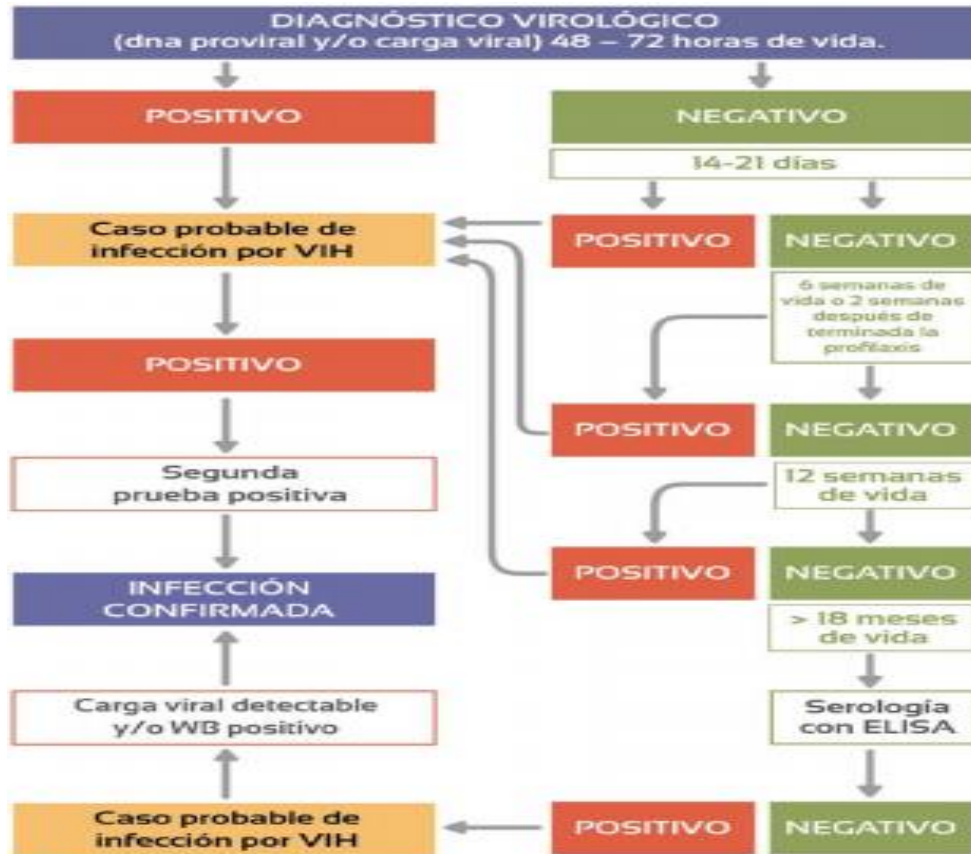 DIAGNÓSTICO VIROLÓGICO
(dna proviral y/o carga viral) 48 – 72 horas de vida.
POSITIVO
NEGATIVO
14-21 días
Caso probable de
infección por VIH
POSITIVO
NEGATIVO
6 semanas de
vida o 2 semanas
después de
terminada la
profilaxis
POSITIVO
POSITIVO
NEGATIVO
Segunda
prueba positiva
12 semanas
de vida
INFECCIÓN
CONFIRMADA
POSITIVO
NEGATIVO
> 18 meses
de vida
Carga viral detectable
y/o WB positivo
Serología
con ELISA
Caso probable de
infección por VIH
POSITIVO
NEGATIVO